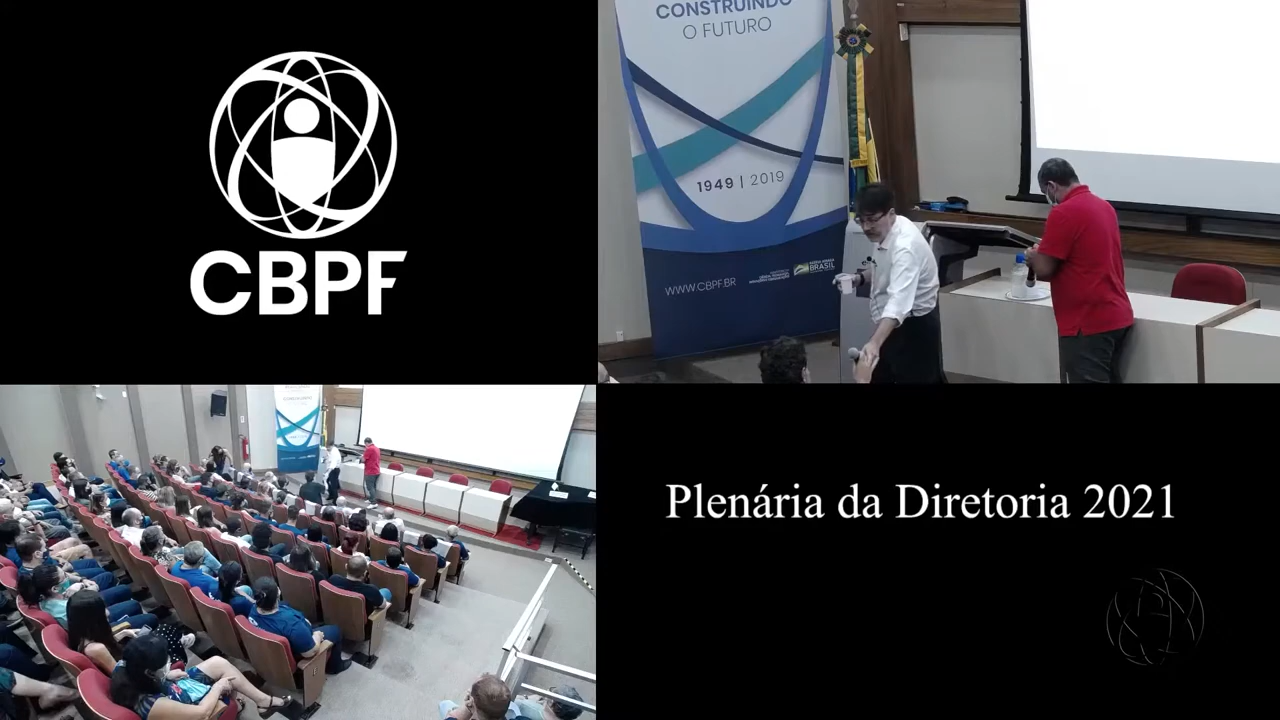 CBPF
CONSTRUINDO
O FUTURO
1949 | 2019
WWW.CBPF.BR
BRASIL
Plenária da Diretoria 2021